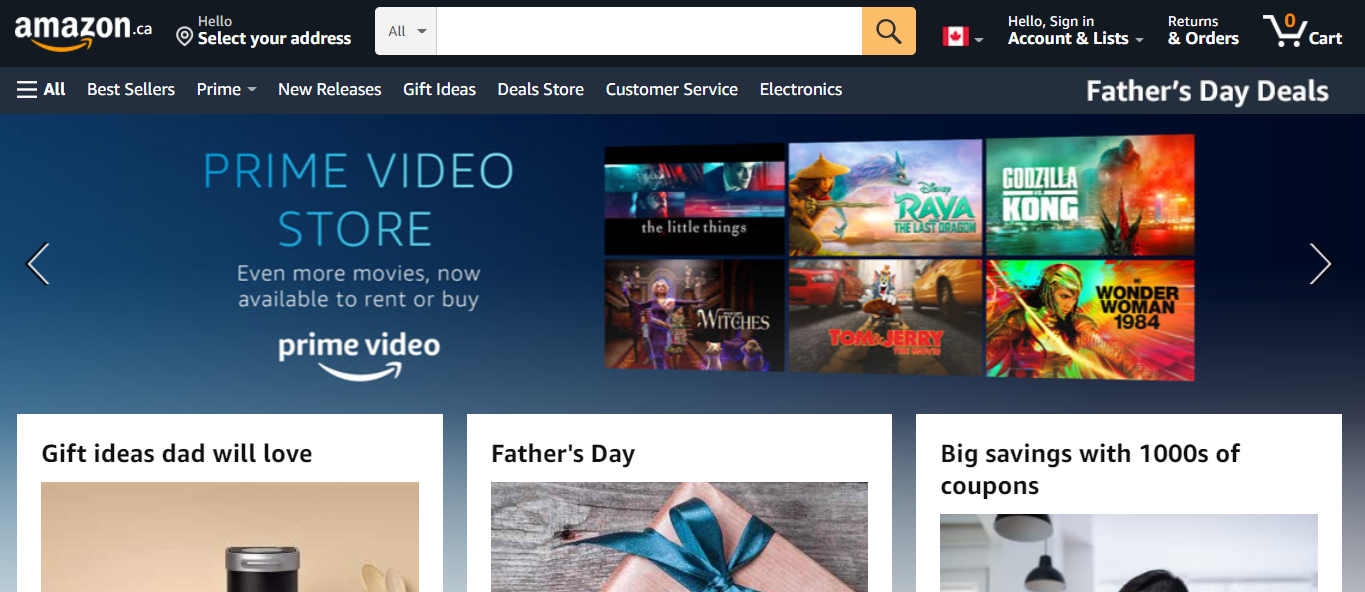 amazon.ca
Hello
Select your address
All
Hello, Sign in
Account & Lists
Returns
& Orders
0
Cart
All
Best Sellers
Prime
New Releases
Gift Ideas
Deals Store
Customer Service
Electronics
Father's Day Deals
PRIME VIDEO
STORE
Even more movies, now
available to rent or buy
prime video
the little things
Disney
RAYA
THE LAST DRAGON
GODZILLA
VS
KONG
WITCHES
TOM&JERRY
THE MOVIE
WONDER
WOMAN
1984
Gift ideas dad will love
Father's Day
Big savings with 1000s of
coupons